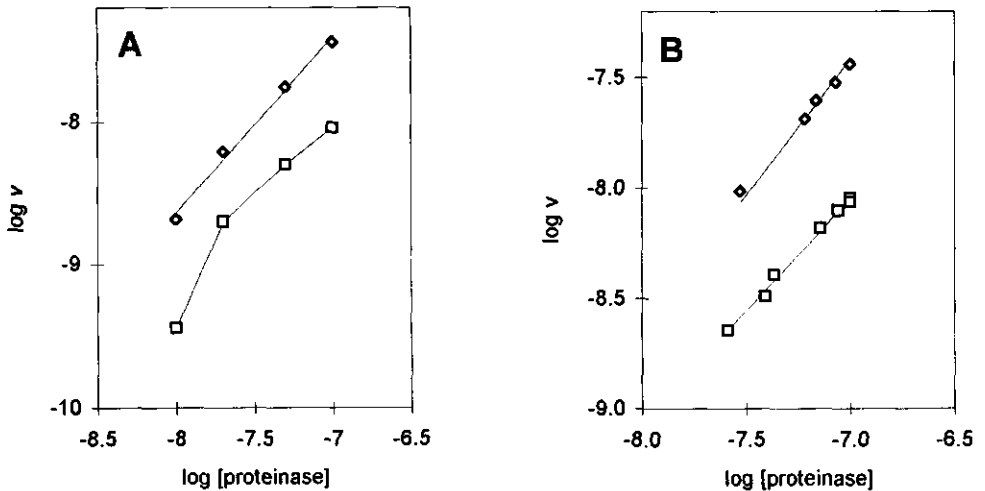 A
-8
-9
-10
log v
-8.5 -8 -7.5 -7 -6.5
log [proteinase]
B
-7.5
-8.0
-8.5
-9.0
log v
-8.0 -7.5 -7.0 -6.5
log [proteinase]